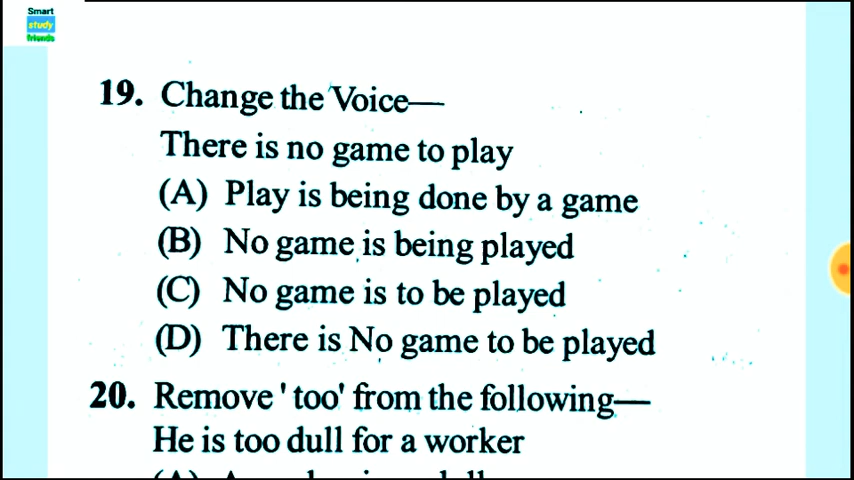 Smart
study
friends
19. Change the Voice—
There is no game to play
(A) Play is being done by a game
(B) No game is being played
(C) No game is to be played
(D) There is No game to be played
20. Remove 'too' from the following—
He is too dull for a worker